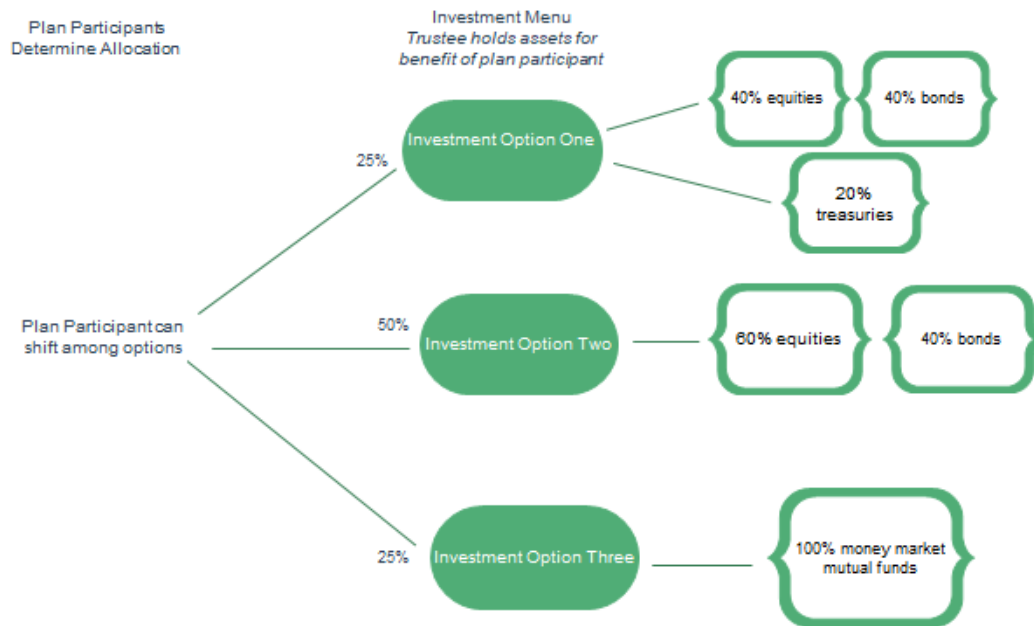 Plan Participants
Determine Allocation
Investment Menu
Trustee holds assets for
benefit of plan participant
25%
Investment Option One
40% equities
40% bonds
20%
treasuries
Plan Participant can
shift among options
50%
Investment Option Two
60% equities
40% bonds
25%
Investment Option Three
100% money market
mutual funds